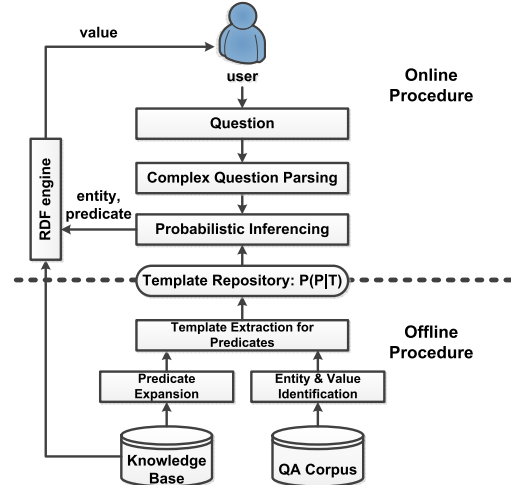 value
user
Online
Procedure
Question
Complex Question Parsing
RDF engine
entity,
predicate
Probabilistic Inferencing
Template Repository: P(P|T)
Template Extraction for
Predicates
Offline
Procedure
Predicate
Expansion
Entity & Value
Identification
Knowledge
Base
QA Corpus